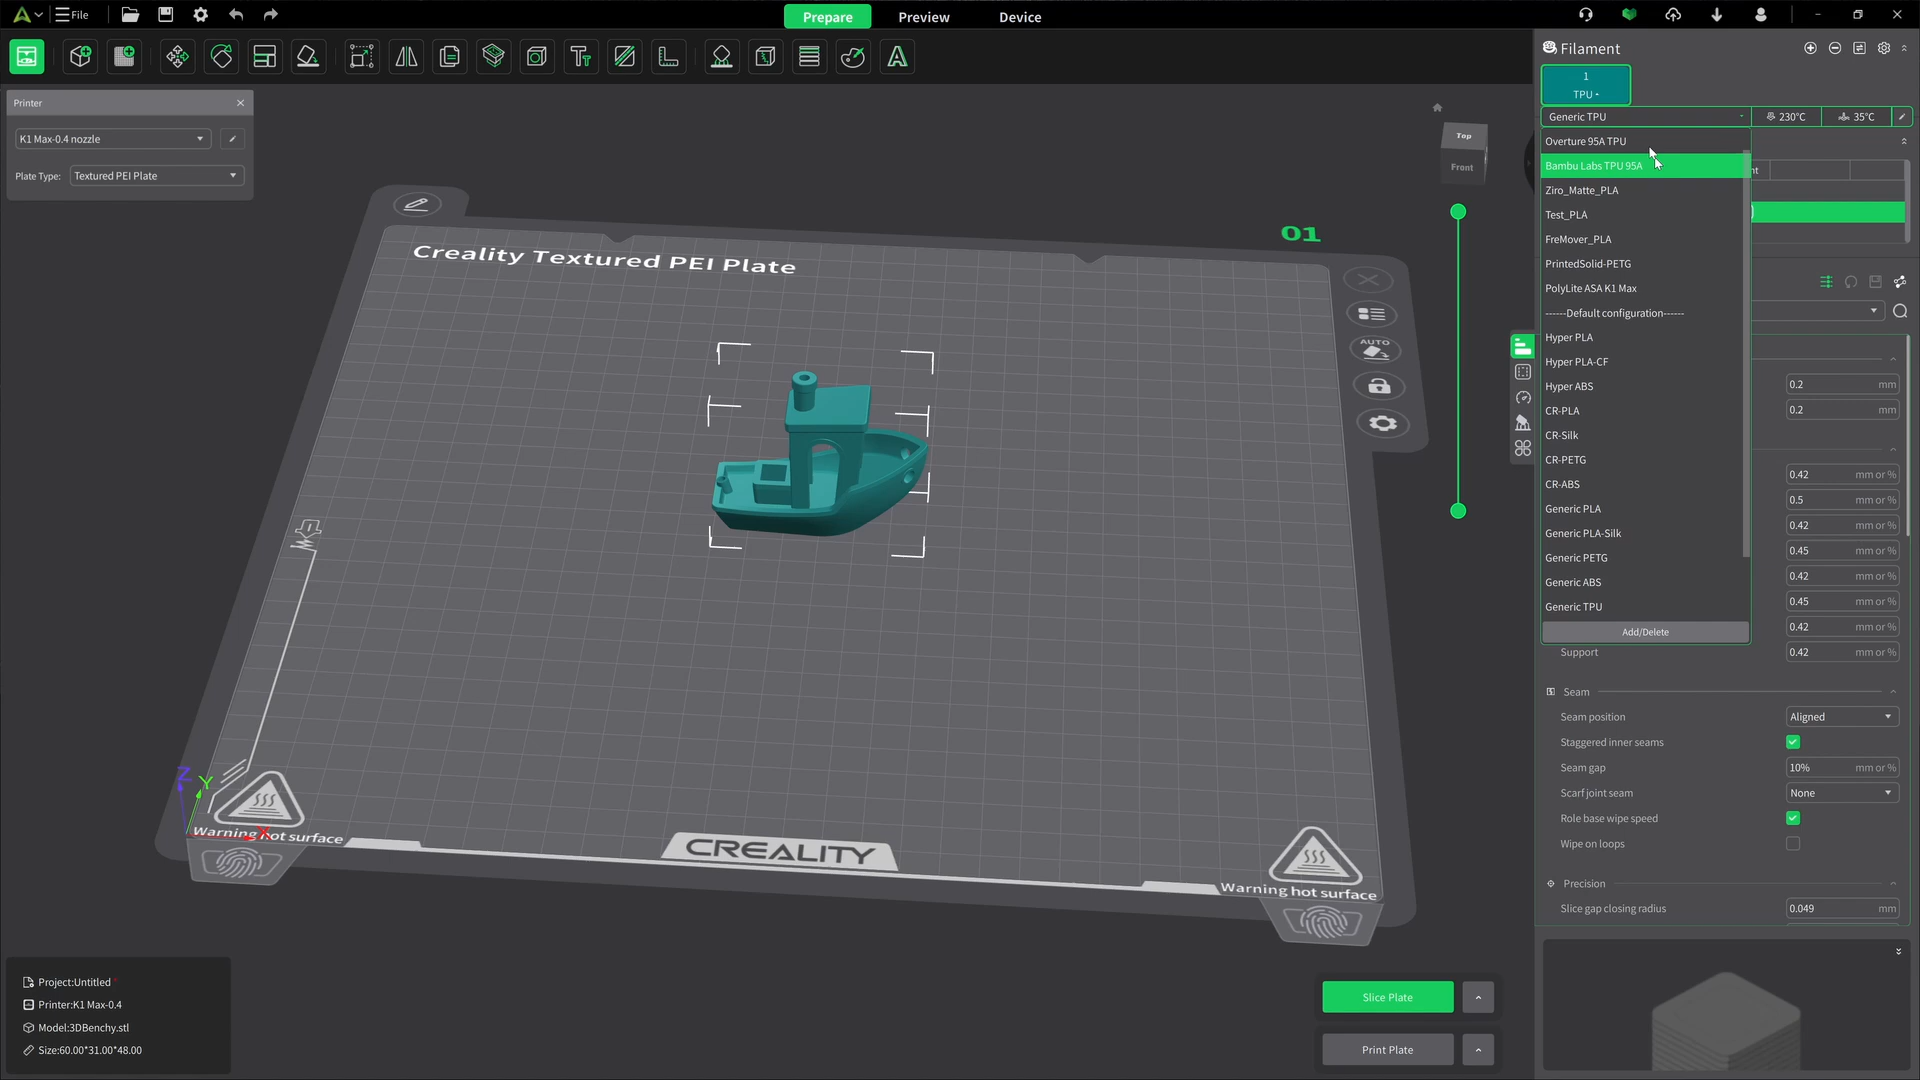 File
Prepare
Preview
Device
Printer
K1 Max-0.4 nozzle
Plate Type:
Textured PEI Plate
Creality Textured PEI Plate
01
Top
Front
AUTO
Z
Y
X
Warning hot surface
CREALITY
Warning hot surface
Project:Untitled *
Printer:K1 Max-0.4
Model:3DBenchy.stl
Size:60.00*31.00*48.00
Slice Plate
Print Plate
Filament
1
TPU
Generic TPU
230°C
35°C
Overture 95A TPU
Bambu Labs TPU 95A
Ziro_Matte_PLA
Test_PLA
FreMover_PLA
PrintedSolid-PETG
PolyLite ASA K1 Max
------Default configuration------
Hyper PLA
Hyper PLA-CF
Hyper ABS
CR-PLA
CR-Silk
CR-PETG
CR-ABS
Generic PLA
Generic PLA-Silk
Generic PETG
Generic ABS
Generic TPU
Add/Delete
0.2 mm
0.2 mm
0.42 mm or %
0.5 mm or %
0.42 mm or %
0.45 mm or %
0.42 mm or %
0.45 mm or %
0.42 mm or %
Support 0.42 mm or %
Seam
Seam position Aligned
Staggered inner seams
Seam gap 10% mm or %
Scarf joint seam None
Role base wipe speed
Wipe on loops
Precision
Slice gap closing radius 0.049 mm